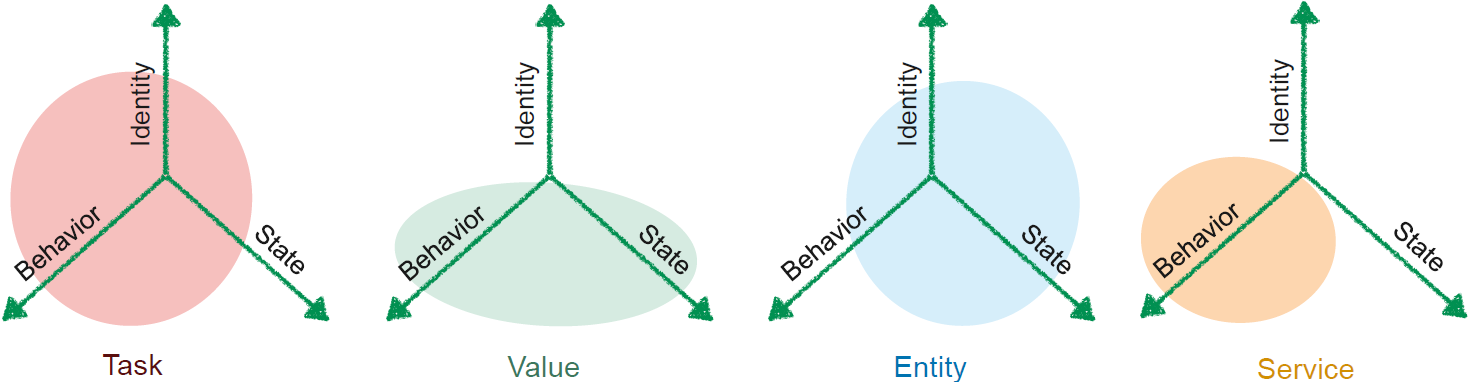 Identity
Behavior
State
Task
Identity
Behavior
State
Value
Identity
Behavior
State
Entity
Identity
Behavior
State
Service